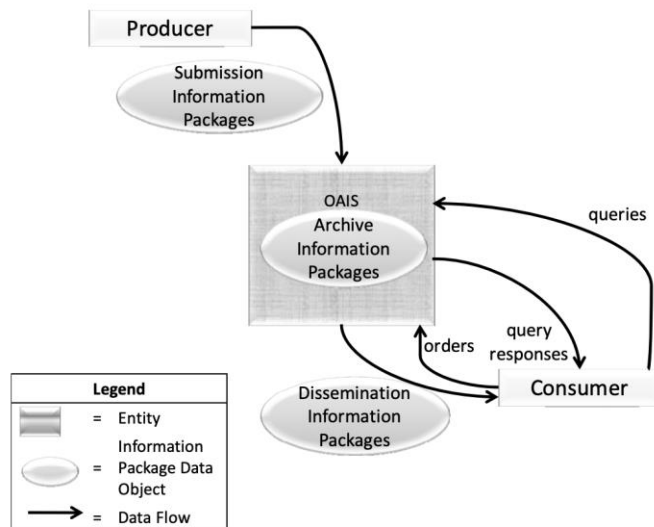 Producer
Submission
Information
Packages
OAIS
Archive
Information
Packages
queries
query
responses
orders
Consumer
Dissemination
Information
Packages
Legend
= Entity
Information
= Package Data
Object
= Data Flow